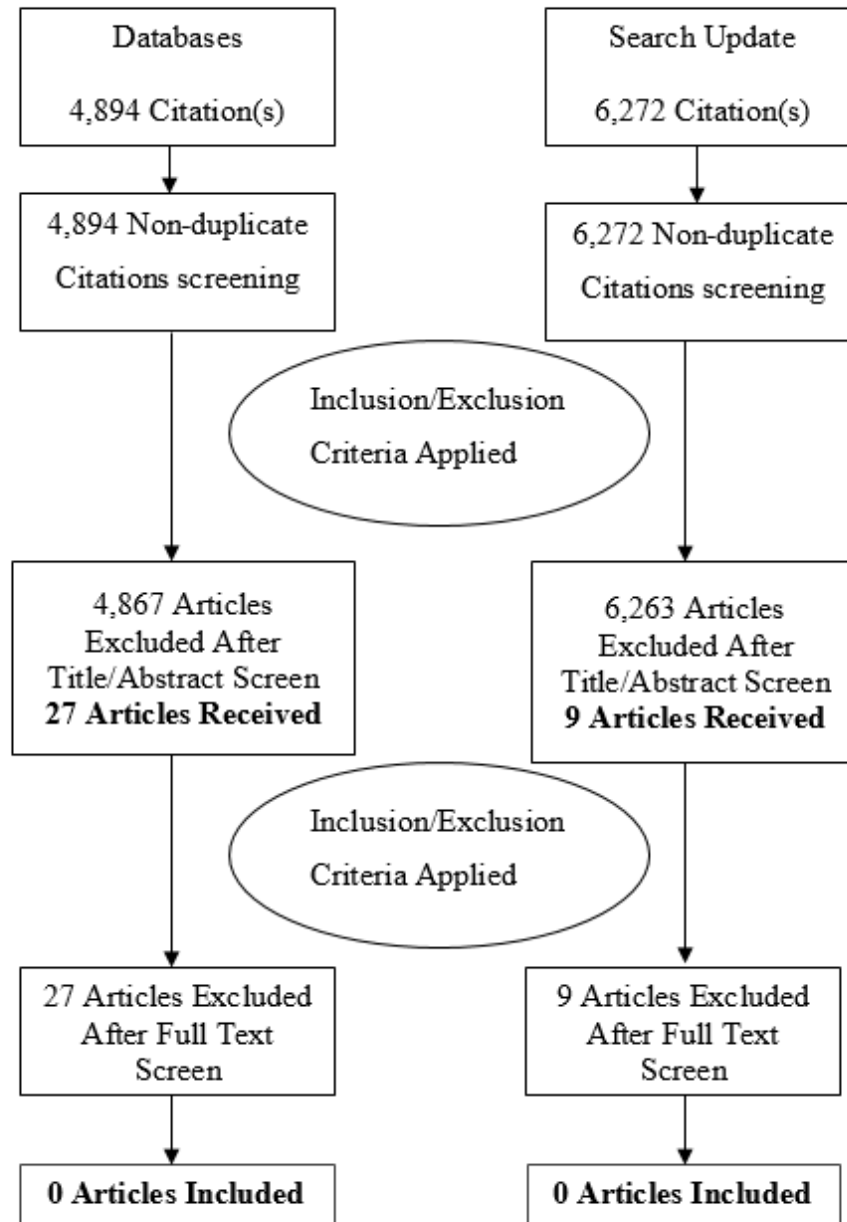 Databases
4,894 Citation(s)
Search Update
6,272 Citation(s)
4,894 Non-duplicate
Citations screening
6,272 Non-duplicate
Citations screening
Inclusion/Exclusion
Criteria Applied
4,867 Articles
Excluded After
Title/Abstract Screen
27 Articles Received
6,263 Articles
Excluded After
Title/Abstract Screen
9 Articles Received
Inclusion/Exclusion
Criteria Applied
27 Articles Excluded
After Full Text
Screen
9 Articles Excluded
After Full Text
Screen
0 Articles Included
0 Articles Included